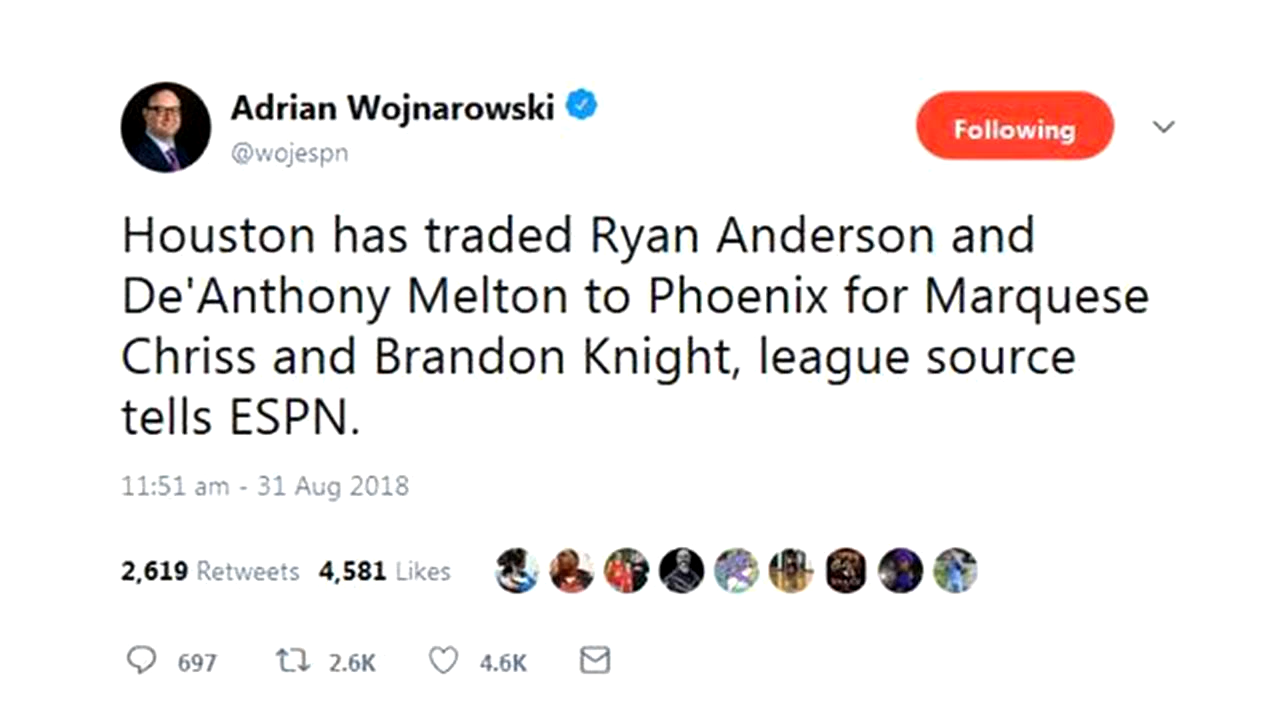 Adrian Wojnarowski
@wojespn
Following
Houston has traded Ryan Anderson and
De'Anthony Melton to Phoenix for Marquese
Chriss and Brandon Knight, league source
tells ESPN.
11:51 am - 31 Aug 2018
2,619 Retweets 4,581 Likes
697 2.6K 4.6K